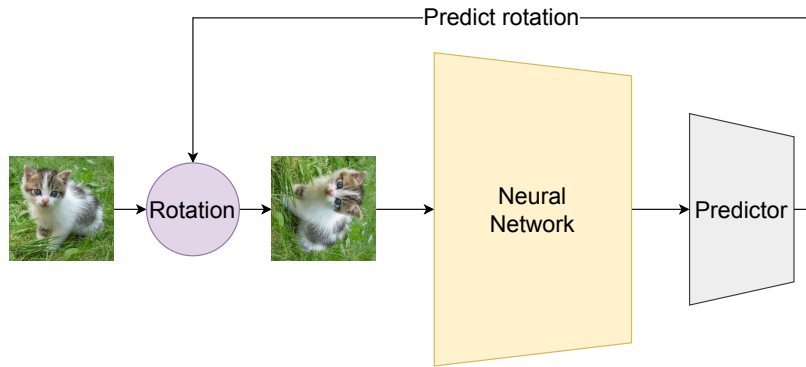 Predict rotation
Rotation
Neural
Network
Predictor